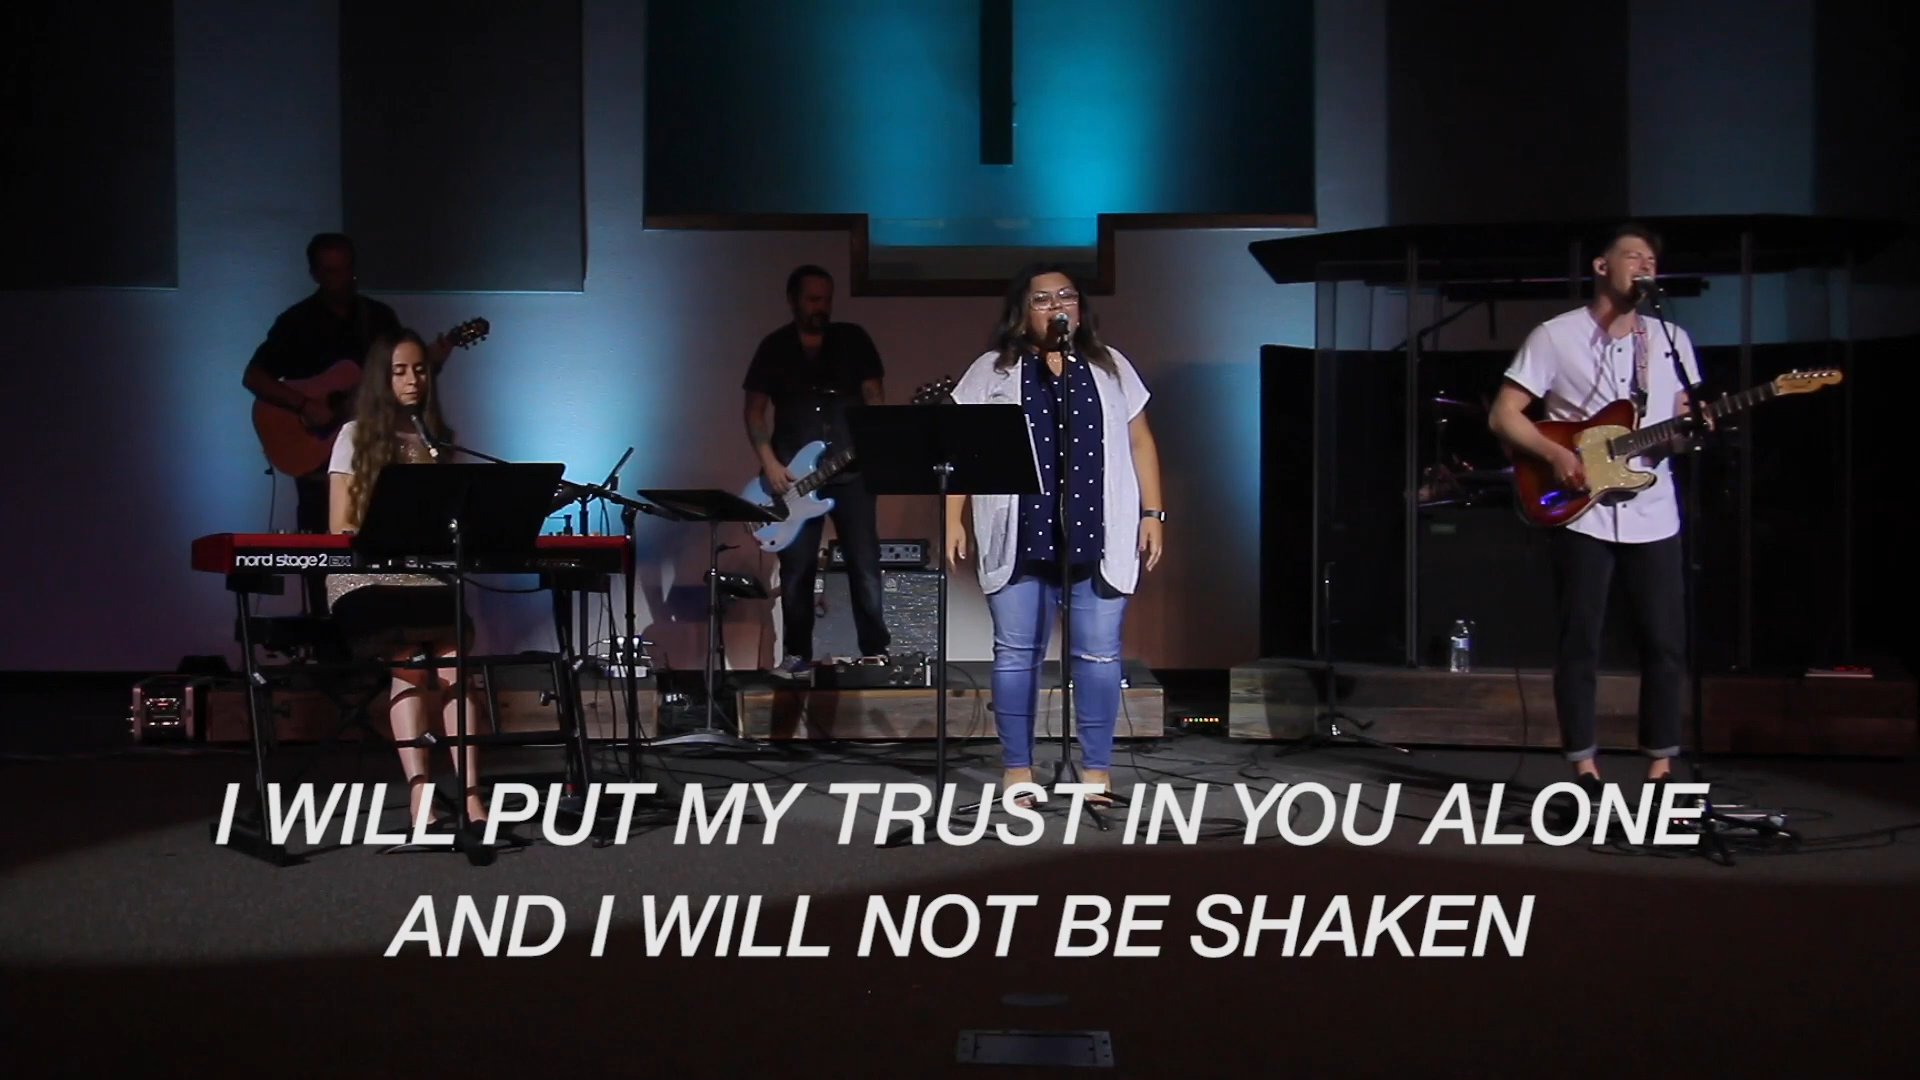 nord stage 2 EX
I WILL PUT MY TRUST IN YOU ALONE
AND I WILL NOT BE SHAKEN